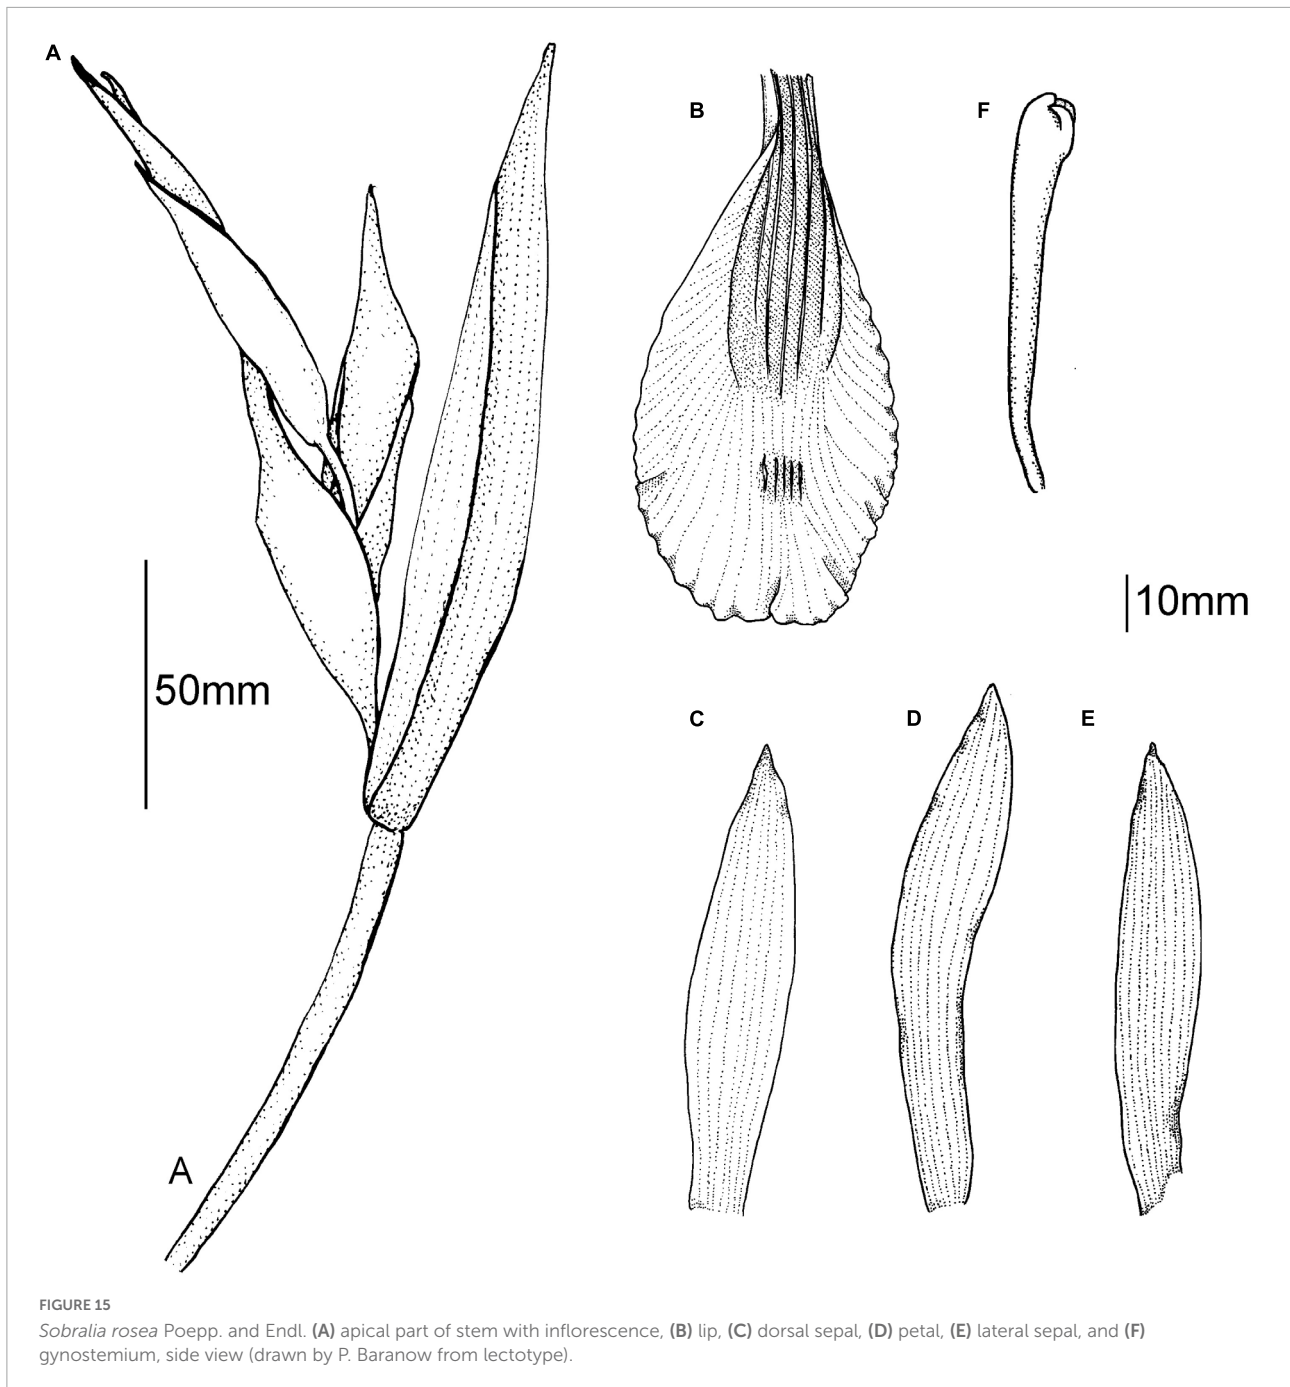 A
B
F
50mm
10mm
C
D
E
A
FIGURE 15
Sobralia rosea Poepp. and Endl. (A) apical part of stem with inflorescence, (B) lip, (C) dorsal sepal, (D) petal, (E) lateral sepal, and (F)
gynostemium, side view (drawn by P. Baranow from lectotype).